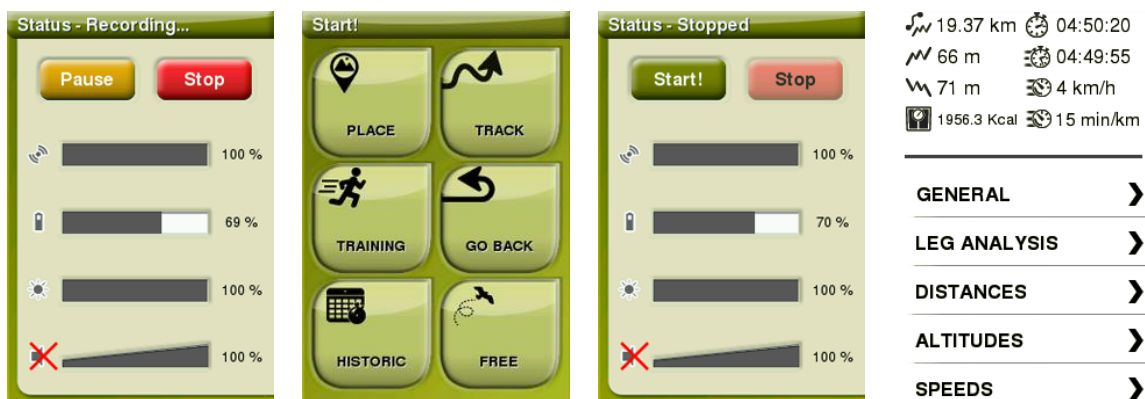 Status - Recording...
Pause
Stop
100 %
69 %
100 %
100 %
Start!
PLACE
TRACK
TRAINING
GO BACK
HISTORIC
FREE
Status - Stopped
Start!
Stop
100 %
70 %
100 %
100 %
19.37 km 04:50:20
66 m 04:49:55
71 m 4 km/h
1956.3 Kcal 15 min/km
GENERAL
LEG ANALYSIS
DISTANCES
ALTITUDES
SPEEDS